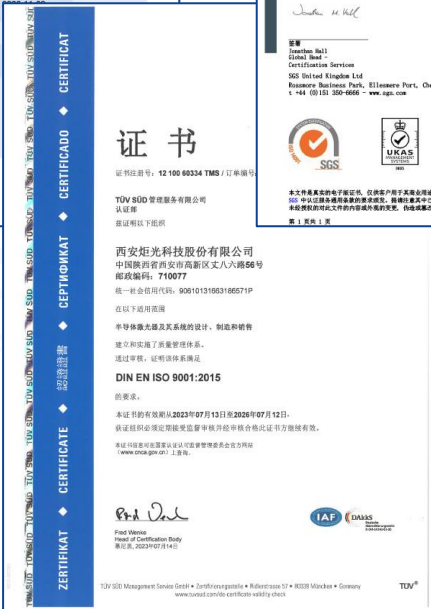 Jonathan Hall
Global Head -
Certification Services
SGS United Kingdom Ltd
t +44 (0)151 350-6666 - www.sgs.com
SGS
UKAS
MANAGEMENT
SYSTEMS
第 1 页共 1 页
证 书
证书注册号: 12 100 60334 TMS / 订单编号
TÜV SÜD 管理服务有限公司
认证部
兹证明以下组织
西安炬光科技股份有限公司
中国陕西省西安市高新区丈八六路56号
邮政编码: 710077
统一社会信用代码: 90610131663186571P
在以下适用范围
半导体激光器及其系统的设计、制造和销售
建立和实施了质量管理体系。
通过审核, 证明该体系满足
DIN EN ISO 9001:2015
的要求。
本证书的有效期从2023年07月13日至2026年07月12日。
获证组织必须定期接受监督审核并经审核合格此证书方继续有效。
本证书信息可在国家认证认可监督管理委员会官方网站
(www.cnca.gov.cn) 上查询。
Fred Wenke
Head of Certification Body
慕尼黑, 2023年07月14日
IAF
DAkkS
TÜV SÜD Management Service GmbH • Zertifizierungsstelle • Ridlerstrasse 57 • 80339 München • Germany
www.tuvsud.com/de-certificate-validity-check
TÜV®
ZERTIFIKAT ◆ CERTIFICATE ◆ 認證證書 ◆ СЕРТИФИКАТ ◆ CERTIFICADO ◆ CERTIFICAT